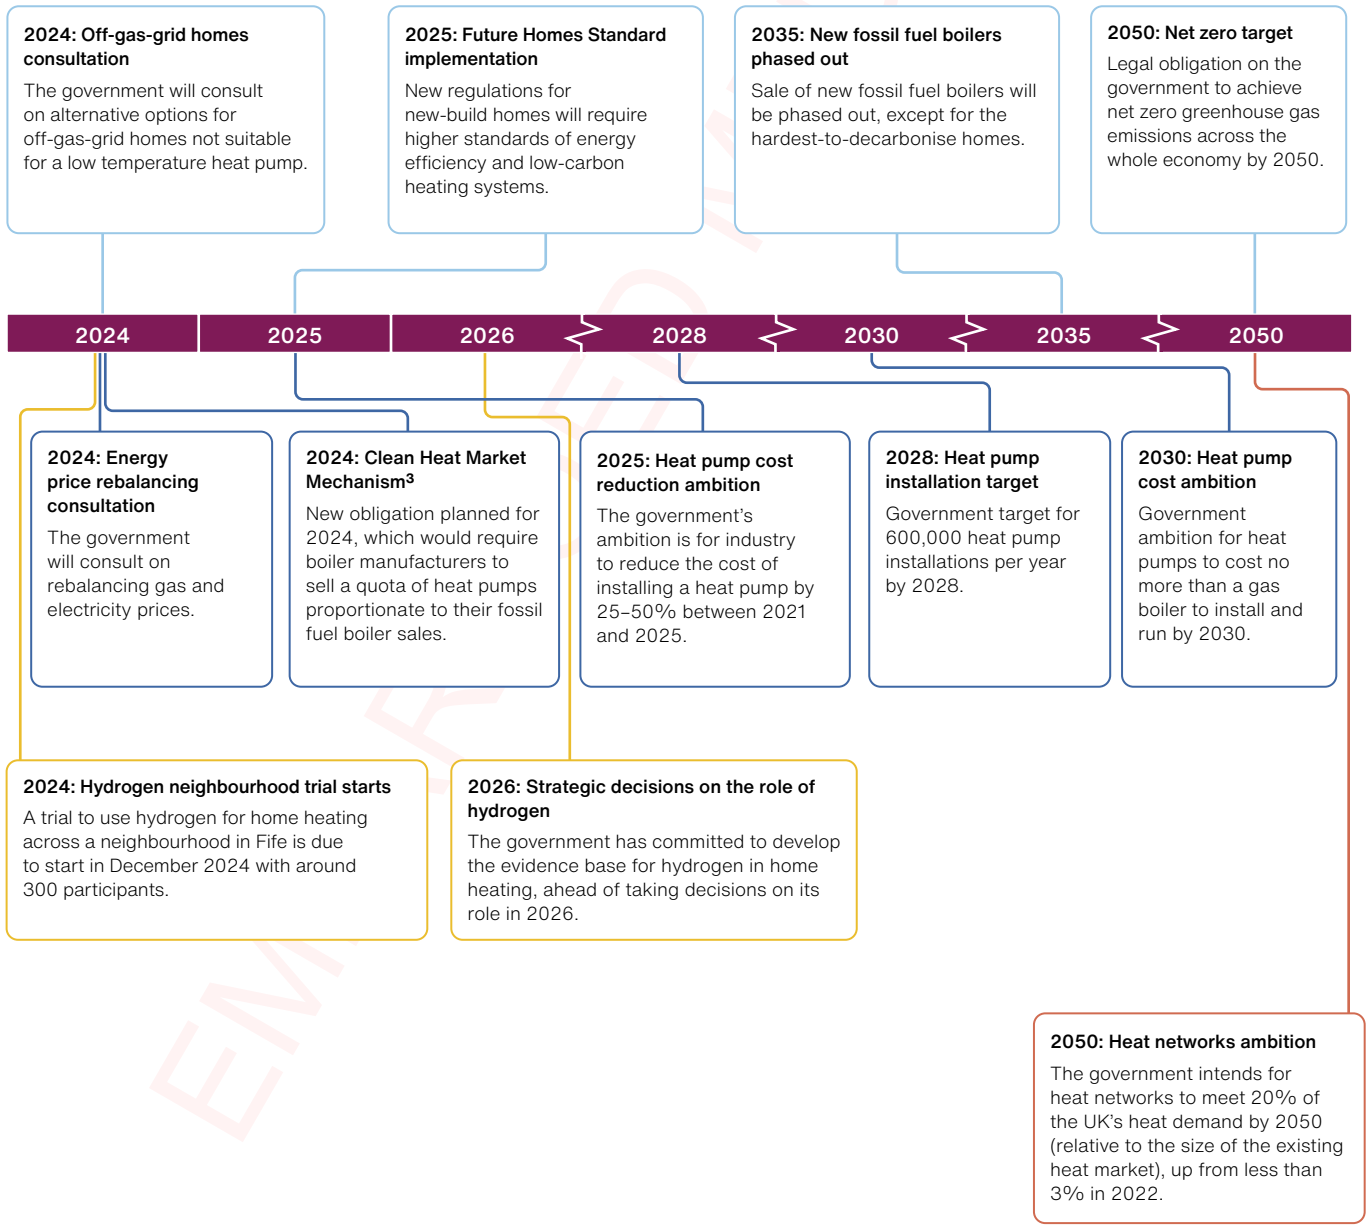 2024: Off-gas-grid homes
consultation
The government will consult
on alternative options for
off-gas-grid homes not suitable
for a low temperature heat pump.
2025: Future Homes Standard
implementation
New regulations for
new-build homes will require
higher standards of energy
efficiency and low-carbon
heating systems.
2035: New fossil fuel boilers
phased out
Sale of new fossil fuel boilers will
be phased out, except for the
hardest-to-decarbonise homes.
2050: Net zero target
Legal obligation on the
government to achieve
net zero greenhouse gas
emissions across the
whole economy by 2050.
2024
2025
2026
2028
2030
2035
2050
2024: Energy
price rebalancing
consultation
The government
will consult on
rebalancing gas and
electricity prices.
2024: Clean Heat Market
Mechanism³
New obligation planned for
2024, which would require
boiler manufacturers to
sell a quota of heat pumps
proportionate to their fossil
fuel boiler sales.
2025: Heat pump cost
reduction ambition
The government’s
ambition is for industry
to reduce the cost of
installing a heat pump by
25–50% between 2021
and 2025.
2028: Heat pump
installation target
Government target for
600,000 heat pump
installations per year
by 2028.
2030: Heat pump
cost ambition
Government
ambition for heat
pumps to cost no
more than a gas
boiler to install and
run by 2030.
2024: Hydrogen neighbourhood trial starts
A trial to use hydrogen for home heating
across a neighbourhood in Fife is due
to start in December 2024 with around
300 participants.
2026: Strategic decisions on the role of
hydrogen
The government has committed to develop
the evidence base for hydrogen in home
heating, ahead of taking decisions on its
role in 2026.
2050: Heat networks ambition
The government intends for
heat networks to meet 20% of
the UK’s heat demand by 2050
(relative to the size of the existing
heat market), up from less than
3% in 2022.